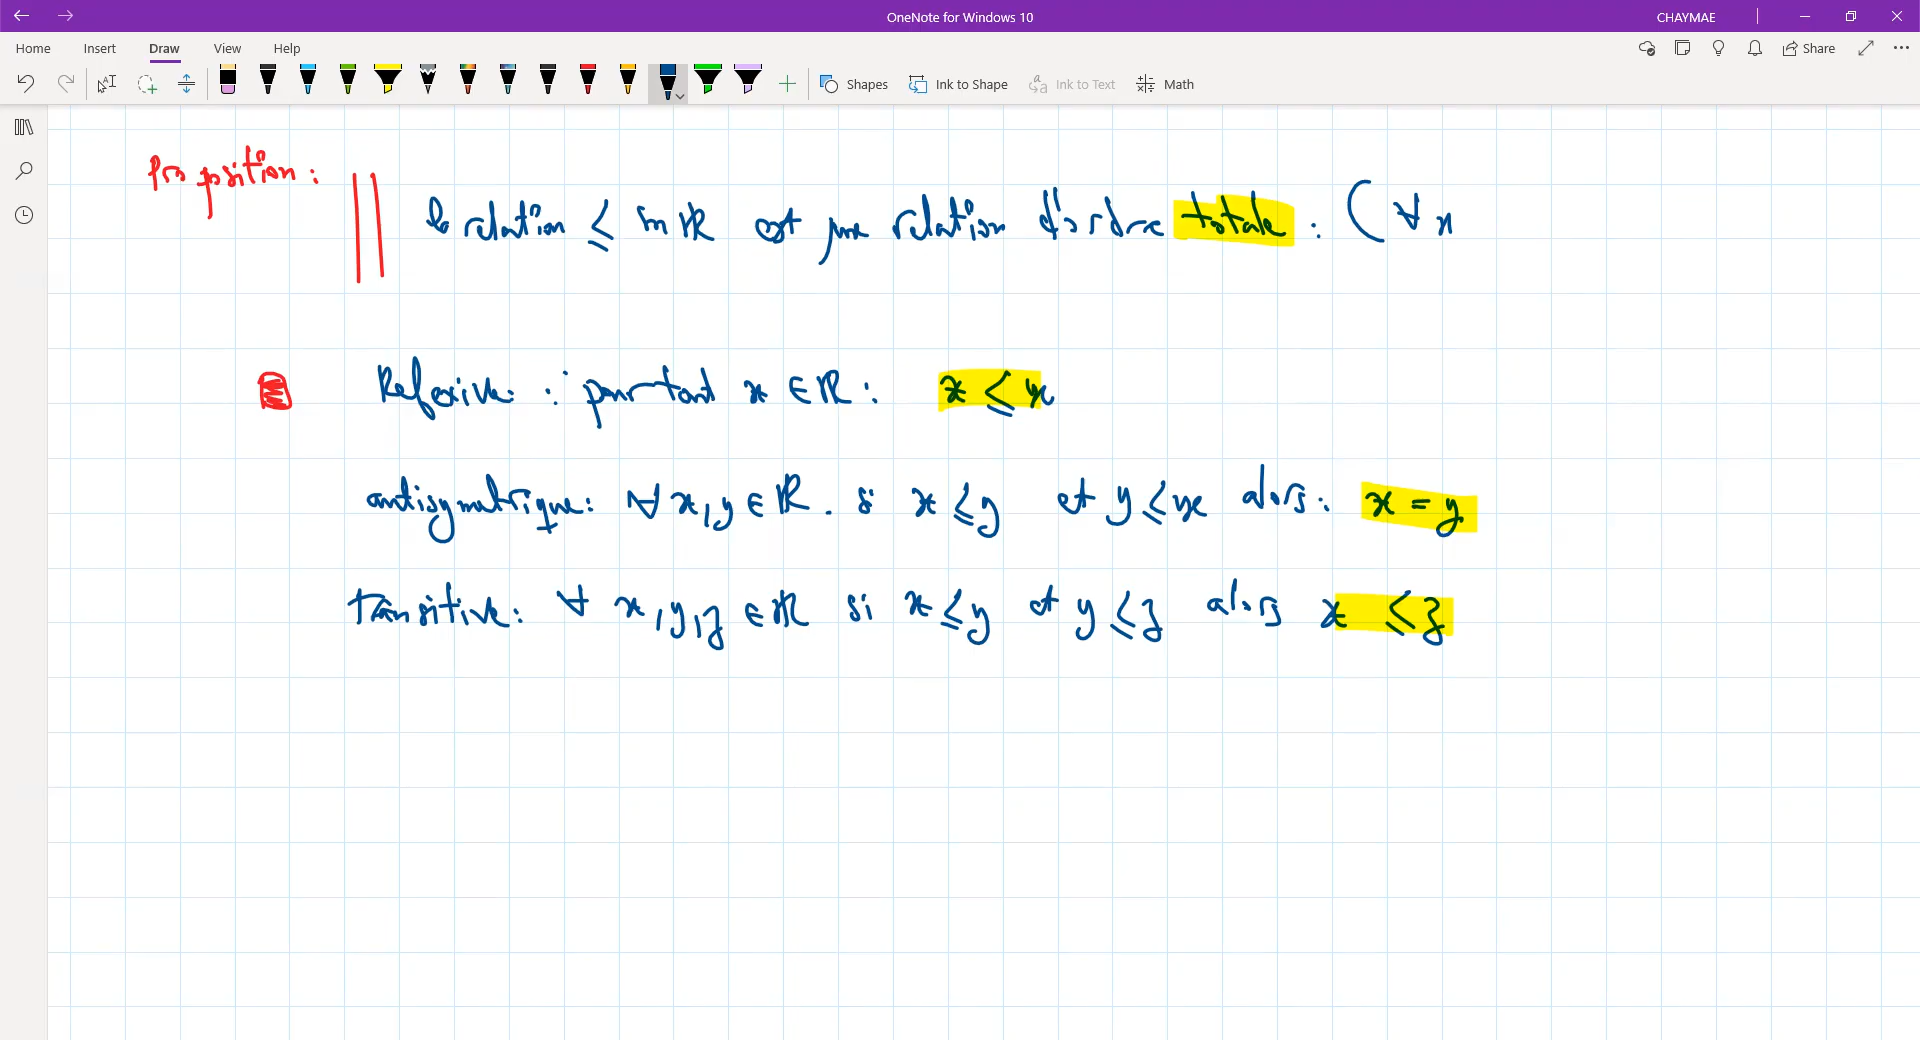 OneNote for Windows 10
CHAYMAE
Home Insert Draw View Help
Share
Shapes Ink to Shape Ink to Text Math
Proposition :
la relation ≤ in ℝ est une relation d'ordre totale : ( ∀ x
Reflexive : pour tout x ∈ ℝ : x ≤ x
antisymetrique : ∀ x, y ∈ ℝ . si x ≤ y et y ≤ x alors : x = y
Transitive : ∀ x, y, z ∈ ℝ si x ≤ y et y ≤ z alors x ≤ z